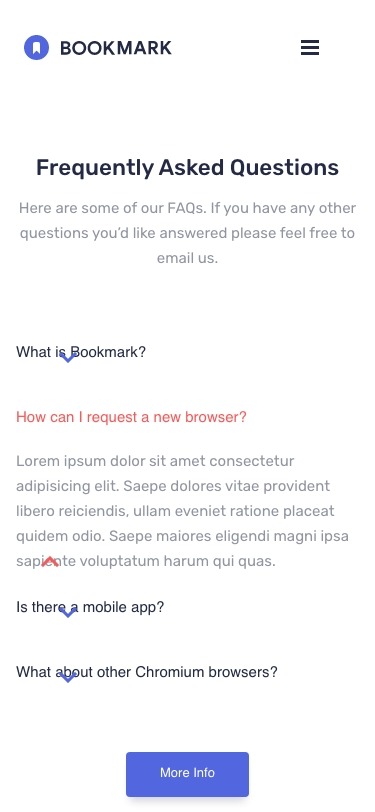 BOOKMARK
Frequently Asked Questions
Here are some of our FAQs. If you have any other
questions you’d like answered please feel free to
email us.
What is Bookmark?
How can I request a new browser?
Lorem ipsum dolor sit amet consectetur
adipisicing elit. Saepe dolores vitae provident
libero reiciendis, ullam eveniet ratione placeat
quidem odio. Saepe maiores eligendi magni ipsa
sapiente voluptatum harum qui quas.
Is there a mobile app?
What about other Chromium browsers?
More Info